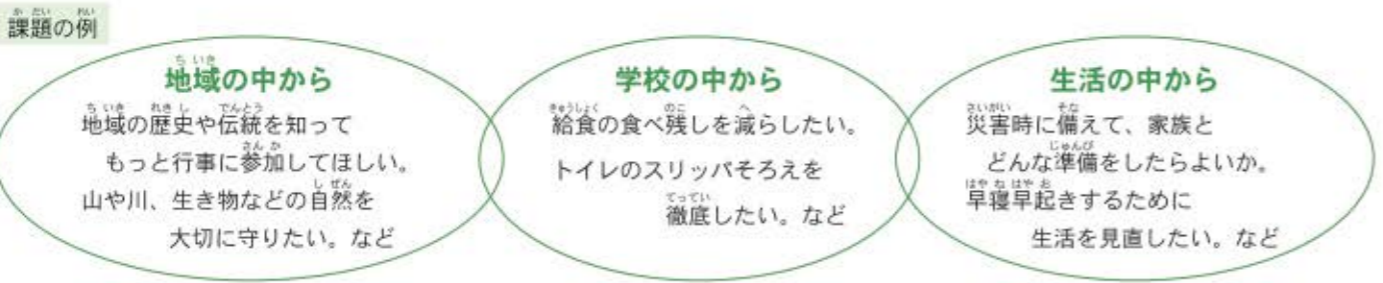 課題の例
地域の中から
地域の歴史や伝統を知って
もっと行事に参加してほしい。
山や川、生き物などの自然を
大切に守りたい。など
学校の中から
給食の食べ残しを減らしたい。
トイレのスリッパそろえを
徹底したい。など
生活の中から
災害時に備えて、家族と
どんな準備をしたらよいか。
早寝早起きするために
生活を見直したい。など